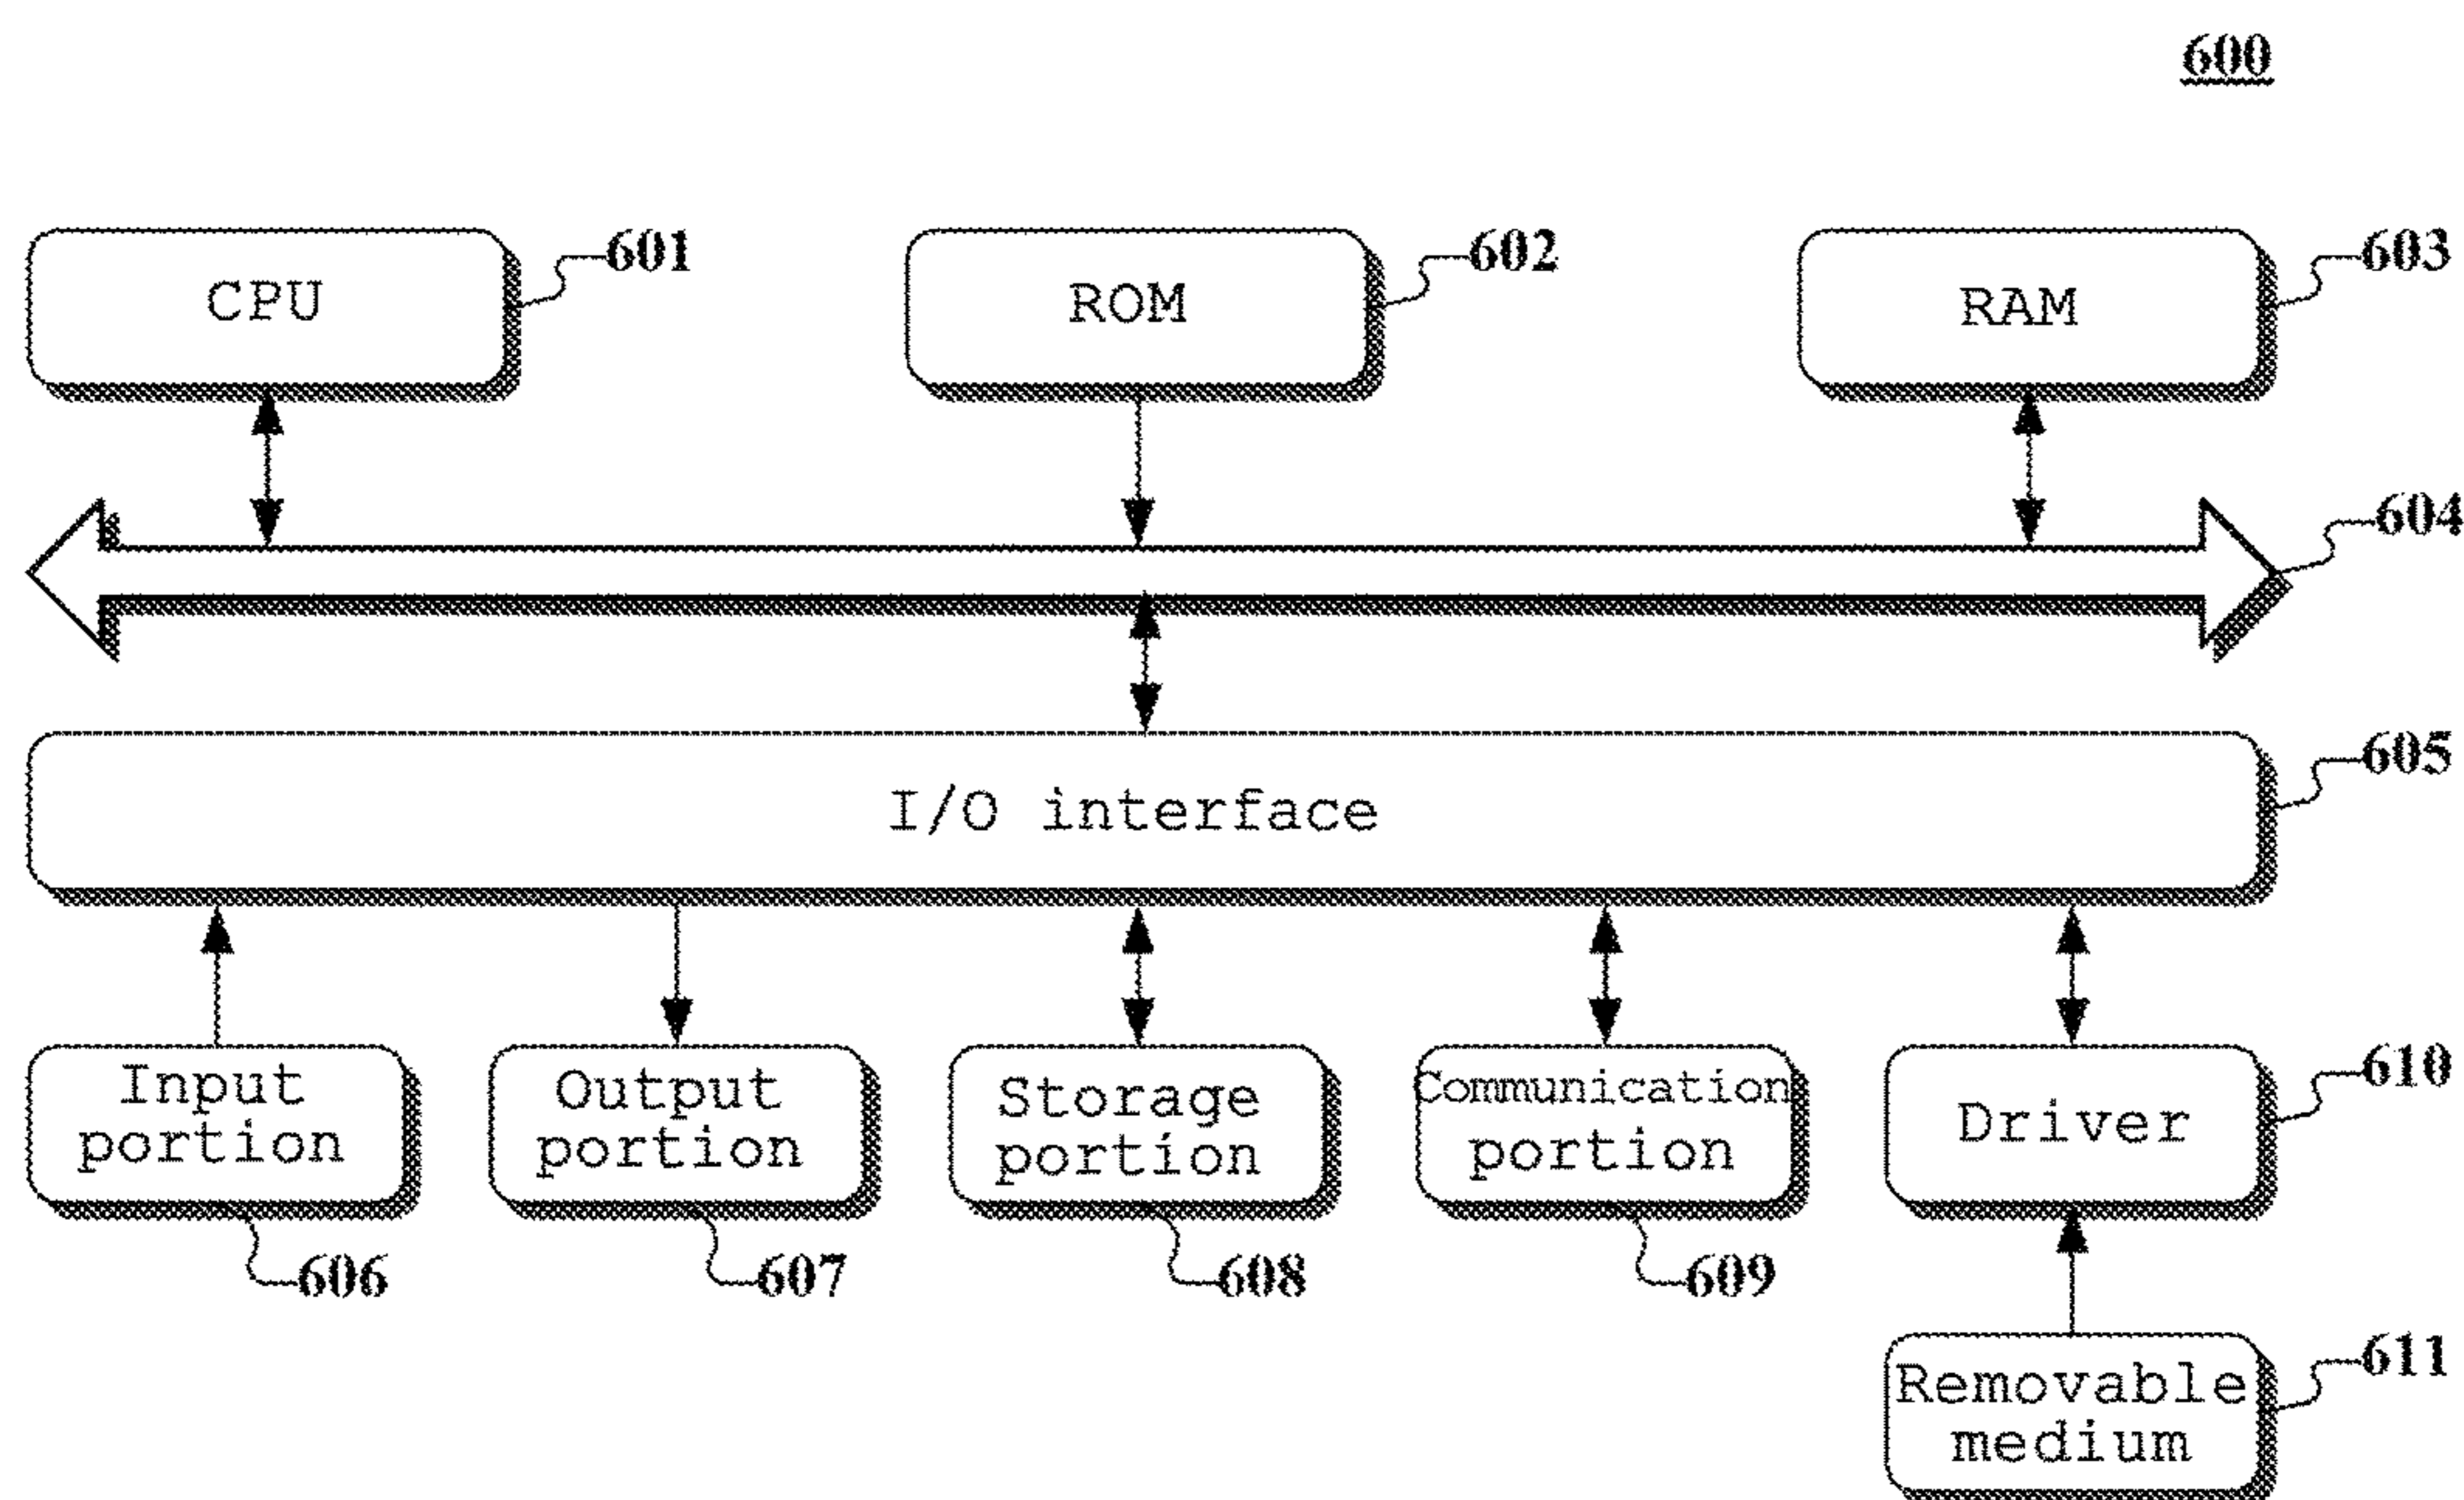 600
CPU
601
ROM
602
RAM
603
604
I/O interface
605
Input
portion
606
Output
portion
607
Storage
portion
608
Communication
portion
609
Driver
610
Removable
medium
611